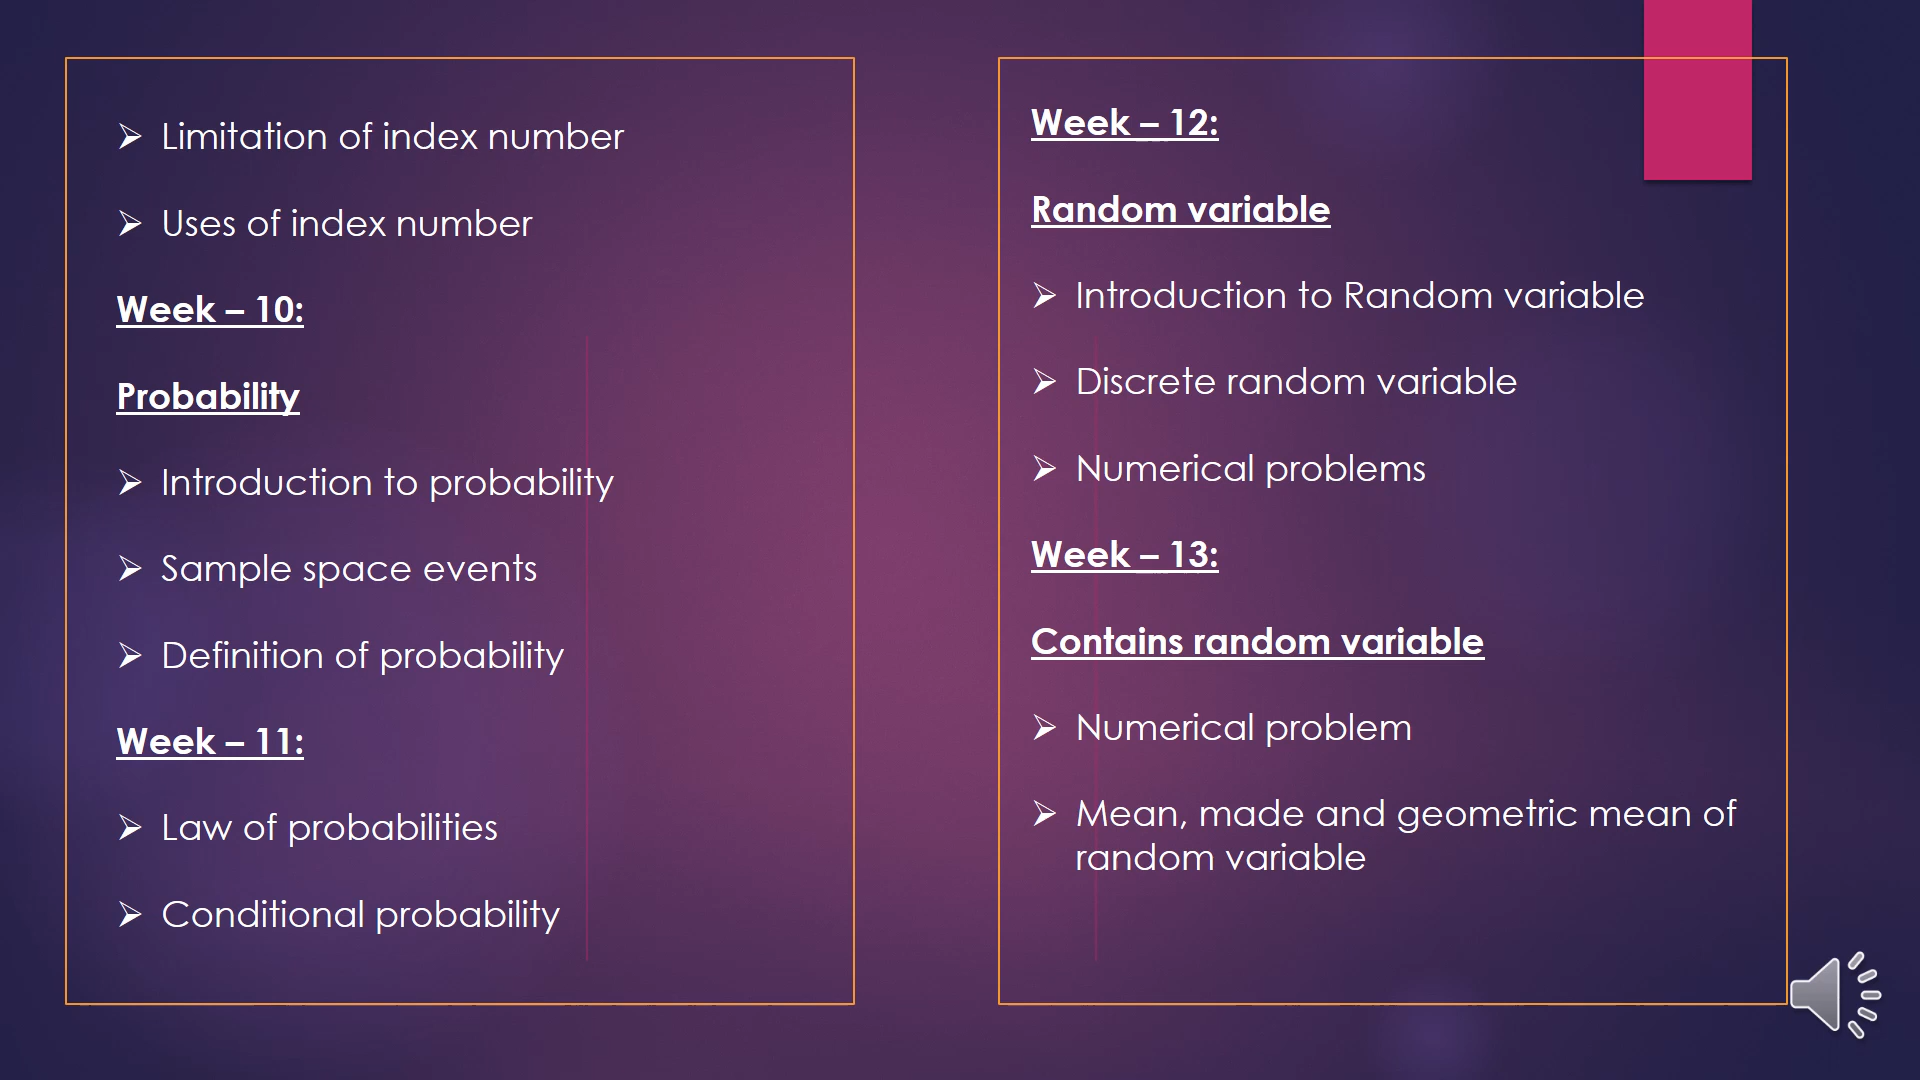 ➢ Limitation of index number
➢ Uses of index number
Week – 10:
Probability
➢ Introduction to probability
➢ Sample space events
➢ Definition of probability
Week – 11:
➢ Law of probabilities
➢ Conditional probability
Week – 12:
Random variable
➢ Introduction to Random variable
➢ Discrete random variable
➢ Numerical problems
Week – 13:
Contains random variable
➢ Numerical problem
➢ Mean, made and geometric mean of
random variable